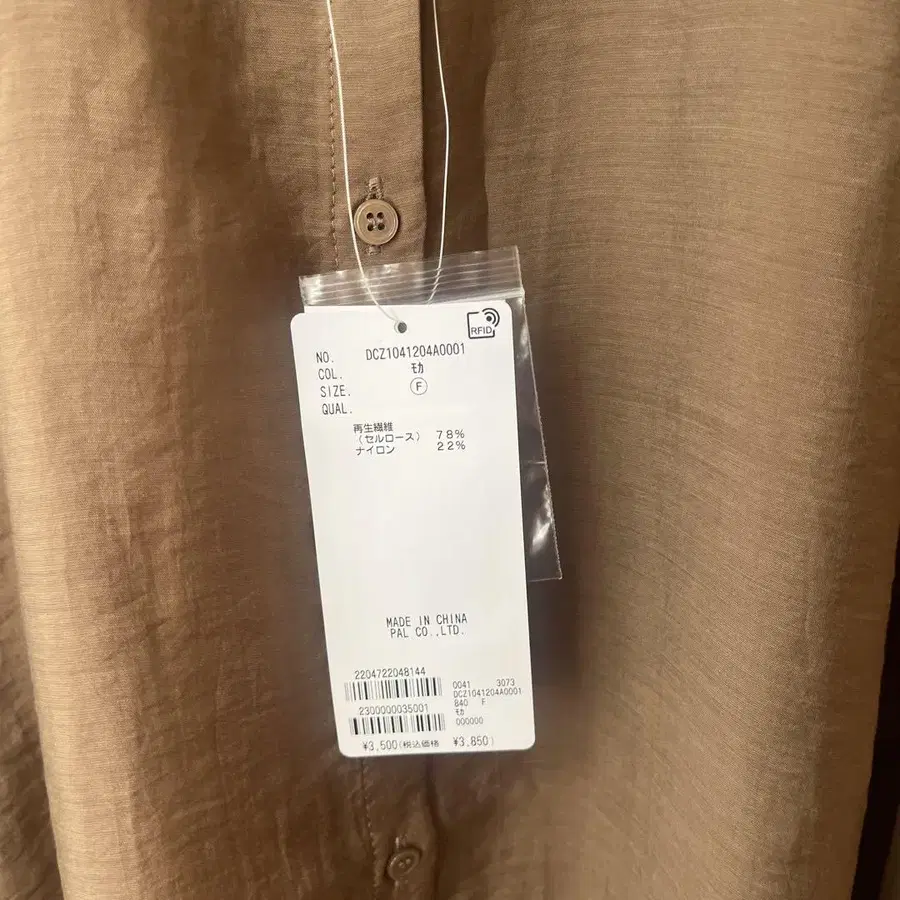 RFID
NO. DCZ1041204A0001
COL. ﾓｶ
SIZE. F
QUAL.
再生繊維
(セルロース) 78%
ナイロン 22%
MADE IN CHINA
PAL CO.,LTD.
2204722048144
2300000035001
0041 3073
DCZ1041204A0001
840 F
ﾓｶ
000000
¥3,500(税込価格 ¥3,850)